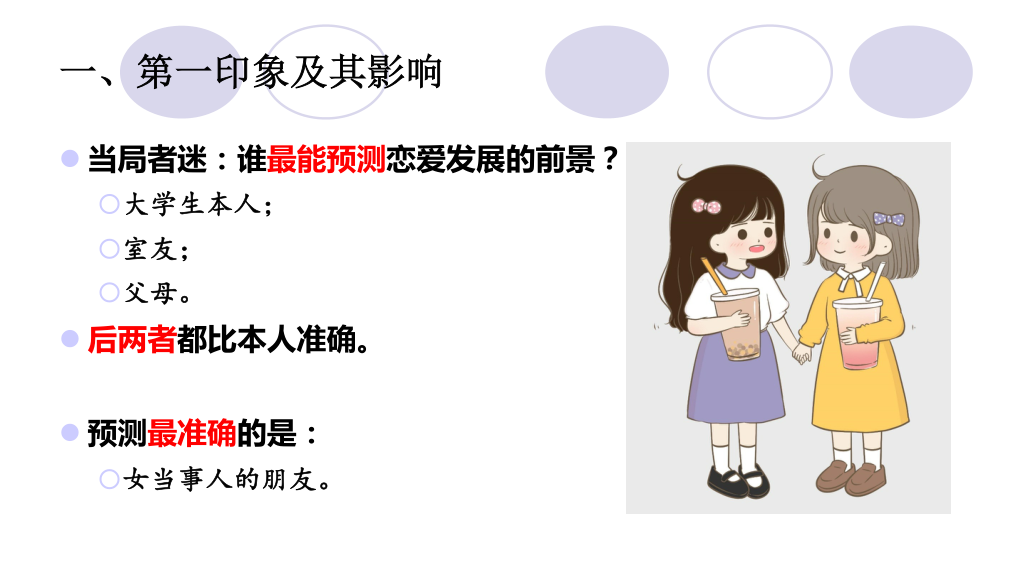 一、第一印象及其影响
当局者迷：谁最能预测恋爱发展的前景？
大学生本人；
室友；
父母。
后两者都比本人准确。
预测最准确的是：
女当事人的朋友。